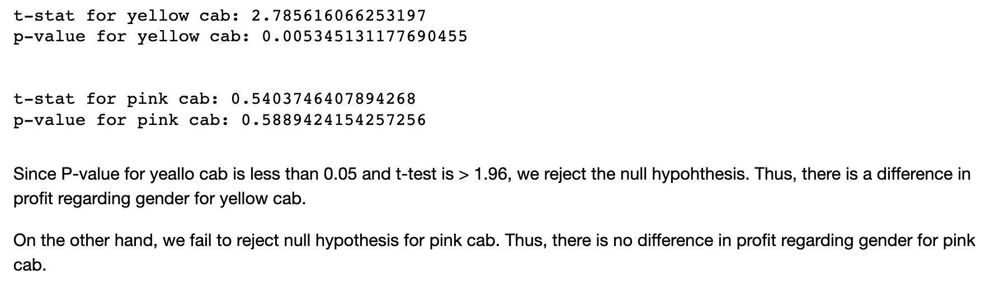 t-stat for yellow cab: 2.785616066253197
p-value for yellow cab: 0.005345131177690455
t-stat for pink cab: 0.5403746407894268
p-value for pink cab: 0.5889424154257256
Since P-value for yeallo cab is less than 0.05 and t-test is > 1.96, we reject the null hypohthesis. Thus, there is a difference in
profit regarding gender for yellow cab.
On the other hand, we fail to reject null hypothesis for pink cab. Thus, there is no difference in profit regarding gender for pink
cab.